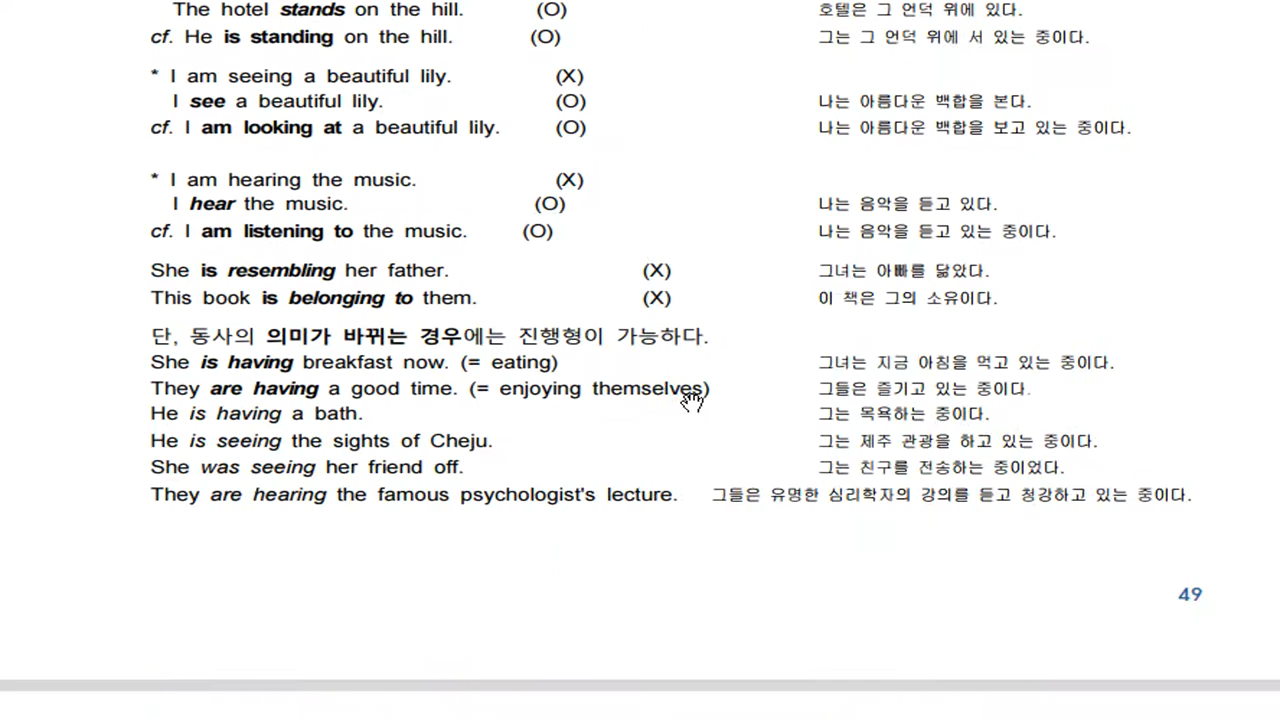 The hotel stands on the hill. (O) 호텔은 그 언덕 위에 있다.
cf. He is standing on the hill. (O) 그는 그 언덕 위에 서 있는 중이다.
* I am seeing a beautiful lily. (X)
I see a beautiful lily. (O) 나는 아름다운 백합을 본다.
cf. I am looking at a beautiful lily. (O) 나는 아름다운 백합을 보고 있는 중이다.
* I am hearing the music. (X)
I hear the music. (O) 나는 음악을 듣고 있다.
cf. I am listening to the music. (O) 나는 음악을 듣고 있는 중이다.
She is resembling her father. (X) 그녀는 아빠를 닮았다.
This book is belonging to them. (X) 이 책은 그의 소유이다.
단, 동사의 의미가 바뀌는 경우에는 진행형이 가능하다.
She is having breakfast now. (= eating) 그녀는 지금 아침을 먹고 있는 중이다.
They are having a good time. (= enjoying themselves) 그들은 즐기고 있는 중이다.
He is having a bath. 그는 목욕하는 중이다.
He is seeing the sights of Cheju. 그는 제주 관광을 하고 있는 중이다.
She was seeing her friend off. 그는 친구를 전송하는 중이었다.
They are hearing the famous psychologist's lecture. 그들은 유명한 심리학자의 강의를 듣고 청강하고 있는 중이다.
49